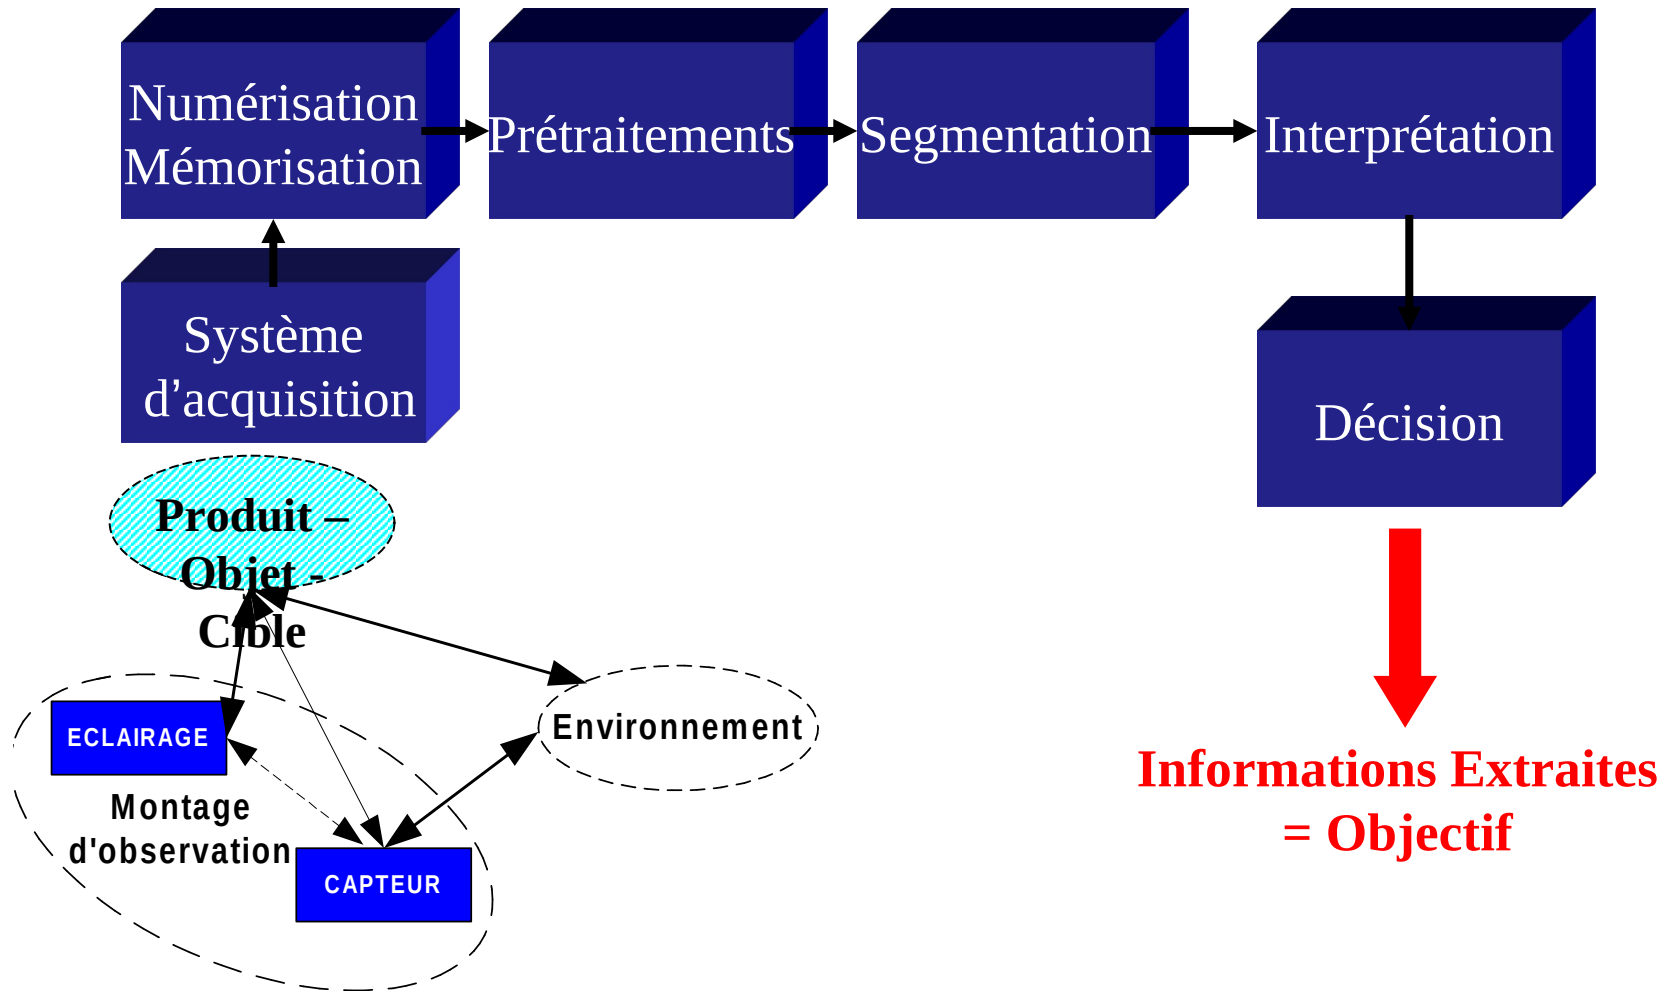 Numérisation
Mémorisation
Prétraitements
Segmentation
Interprétation
Système
d’acquisition
Décision
Produit –
Objet -
Cible
Environnement
ECLAIRAGE
Montage
d'observation
CAPTEUR
Informations Extraites
= Objectif